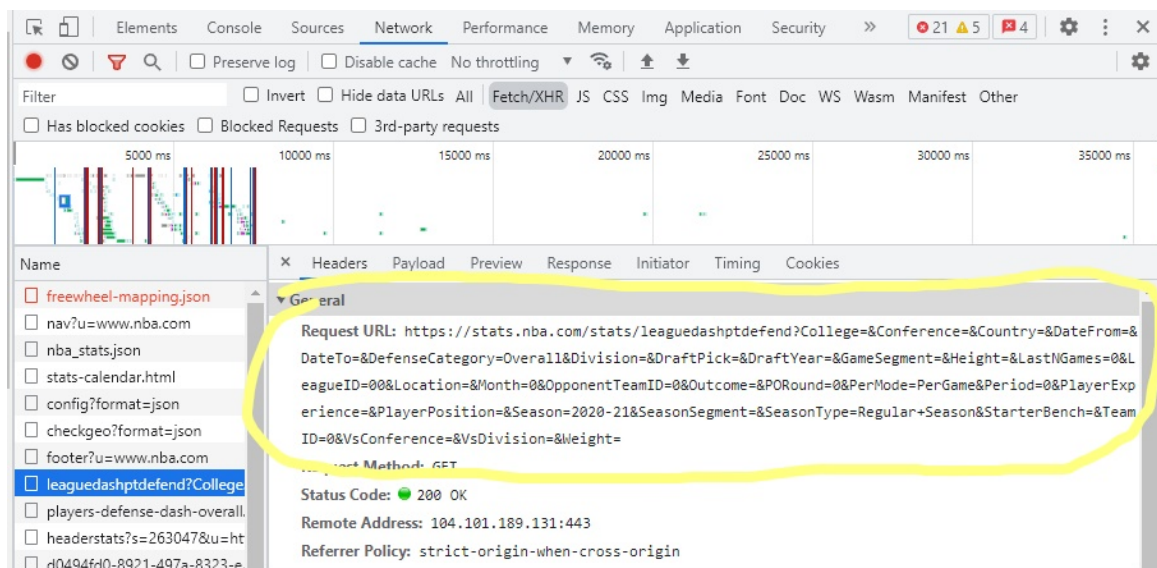 Elements Console Sources Network Performance Memory Application Security » 21 5 4
Preserve log Disable cache No throttling
Filter Invert Hide data URLs All Fetch/XHR JS CSS Img Media Font Doc WS Wasm Manifest Other
Has blocked cookies Blocked Requests 3rd-party requests
5000 ms 10000 ms 15000 ms 20000 ms 25000 ms 30000 ms 35000 ms
Name
freewheel-mapping.json
nav?u=www.nba.com
nba_stats.json
stats-calendar.html
config?format=json
checkgeo?format=json
footer?u=www.nba.com
leaguedashptdefend?College
players-defense-dash-overall.
headerstats?s=263047&u=ht
d0494fd0-8921-497a-8323-e
× Headers Payload Preview Response Initiator Timing Cookies
General
Request URL: https://stats.nba.com/stats/leaguedashptdefend?College=&Conference=&Country=&DateFrom=&
DateTo=&DefenseCategory=Overall&Division=&DraftPick=&DraftYear=&GameSegment=&Height=&LastNGames=0&L
eagueID=00&Location=&Month=0&OpponentTeamID=0&Outcome=&PORound=0&PerMode=PerGame&Period=0&PlayerExp
erience=&PlayerPosition=&Season=2020-21&SeasonSegment=&SeasonType=Regular+Season&StarterBench=&Team
ID=0&VsConference=&VsDivision=&Weight=
Request Method: GET
Status Code: 200 OK
Remote Address: 104.101.189.131:443
Referrer Policy: strict-origin-when-cross-origin